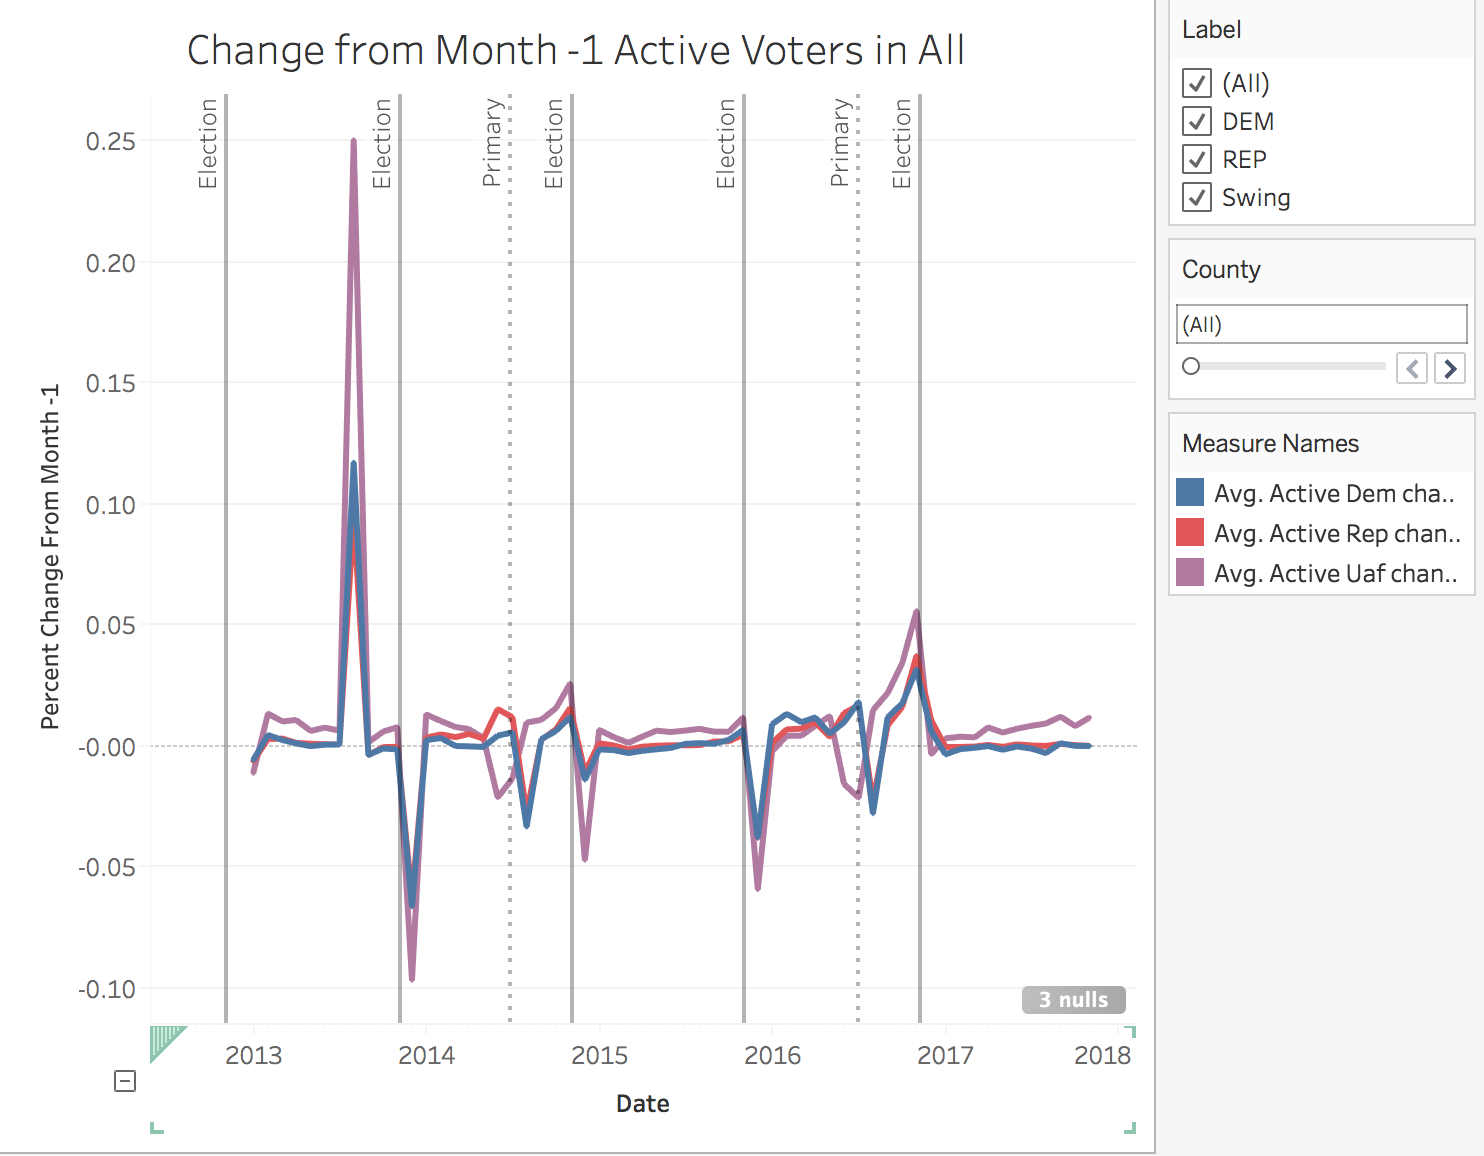 Change from Month -1 Active Voters in All
Election
Election
Primary
Election
Election
Primary
Election
0.25
0.20
0.15
0.10
0.05
-0.00
-0.05
-0.10
Percent Change From Month -1
3 nulls
2013
2014
2015
2016
2017
2018
Date
Label
(All)
DEM
REP
Swing
County
(All)
Measure Names
Avg. Active Dem cha..
Avg. Active Rep chan..
Avg. Active Uaf chan..